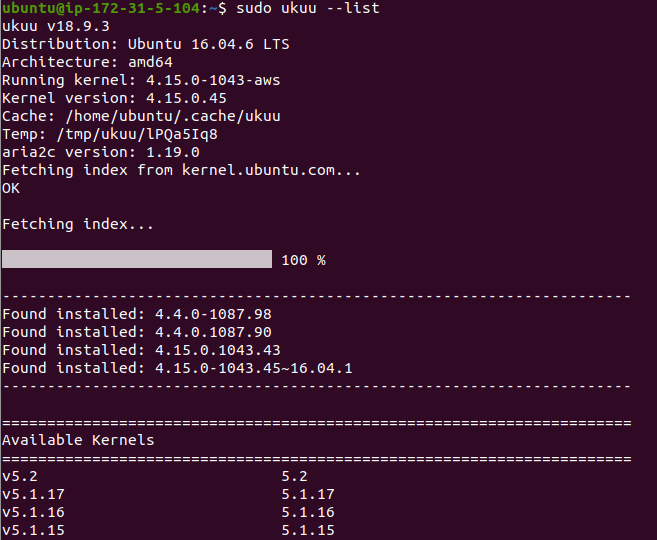 ubuntu@ip-172-31-5-104:~$ sudo ukuu --list
ukuu v18.9.3
Distribution: Ubuntu 16.04.6 LTS
Architecture: amd64
Running kernel: 4.15.0-1043-aws
Kernel version: 4.15.0.45
Cache: /home/ubuntu/.cache/ukuu
Temp: /tmp/ukuu/lPQa5Iq8
aria2c version: 1.19.0
Fetching index from kernel.ubuntu.com...
OK
Fetching index...
100 %
----------------------------------------------------------------------
Found installed: 4.4.0-1087.98
Found installed: 4.4.0.1087.90
Found installed: 4.15.0.1043.43
Found installed: 4.15.0-1043.45~16.04.1
----------------------------------------------------------------------
======================================================================
Available Kernels
======================================================================
v5.2 5.2
v5.1.17 5.1.17
v5.1.16 5.1.16
v5.1.15 5.1.15